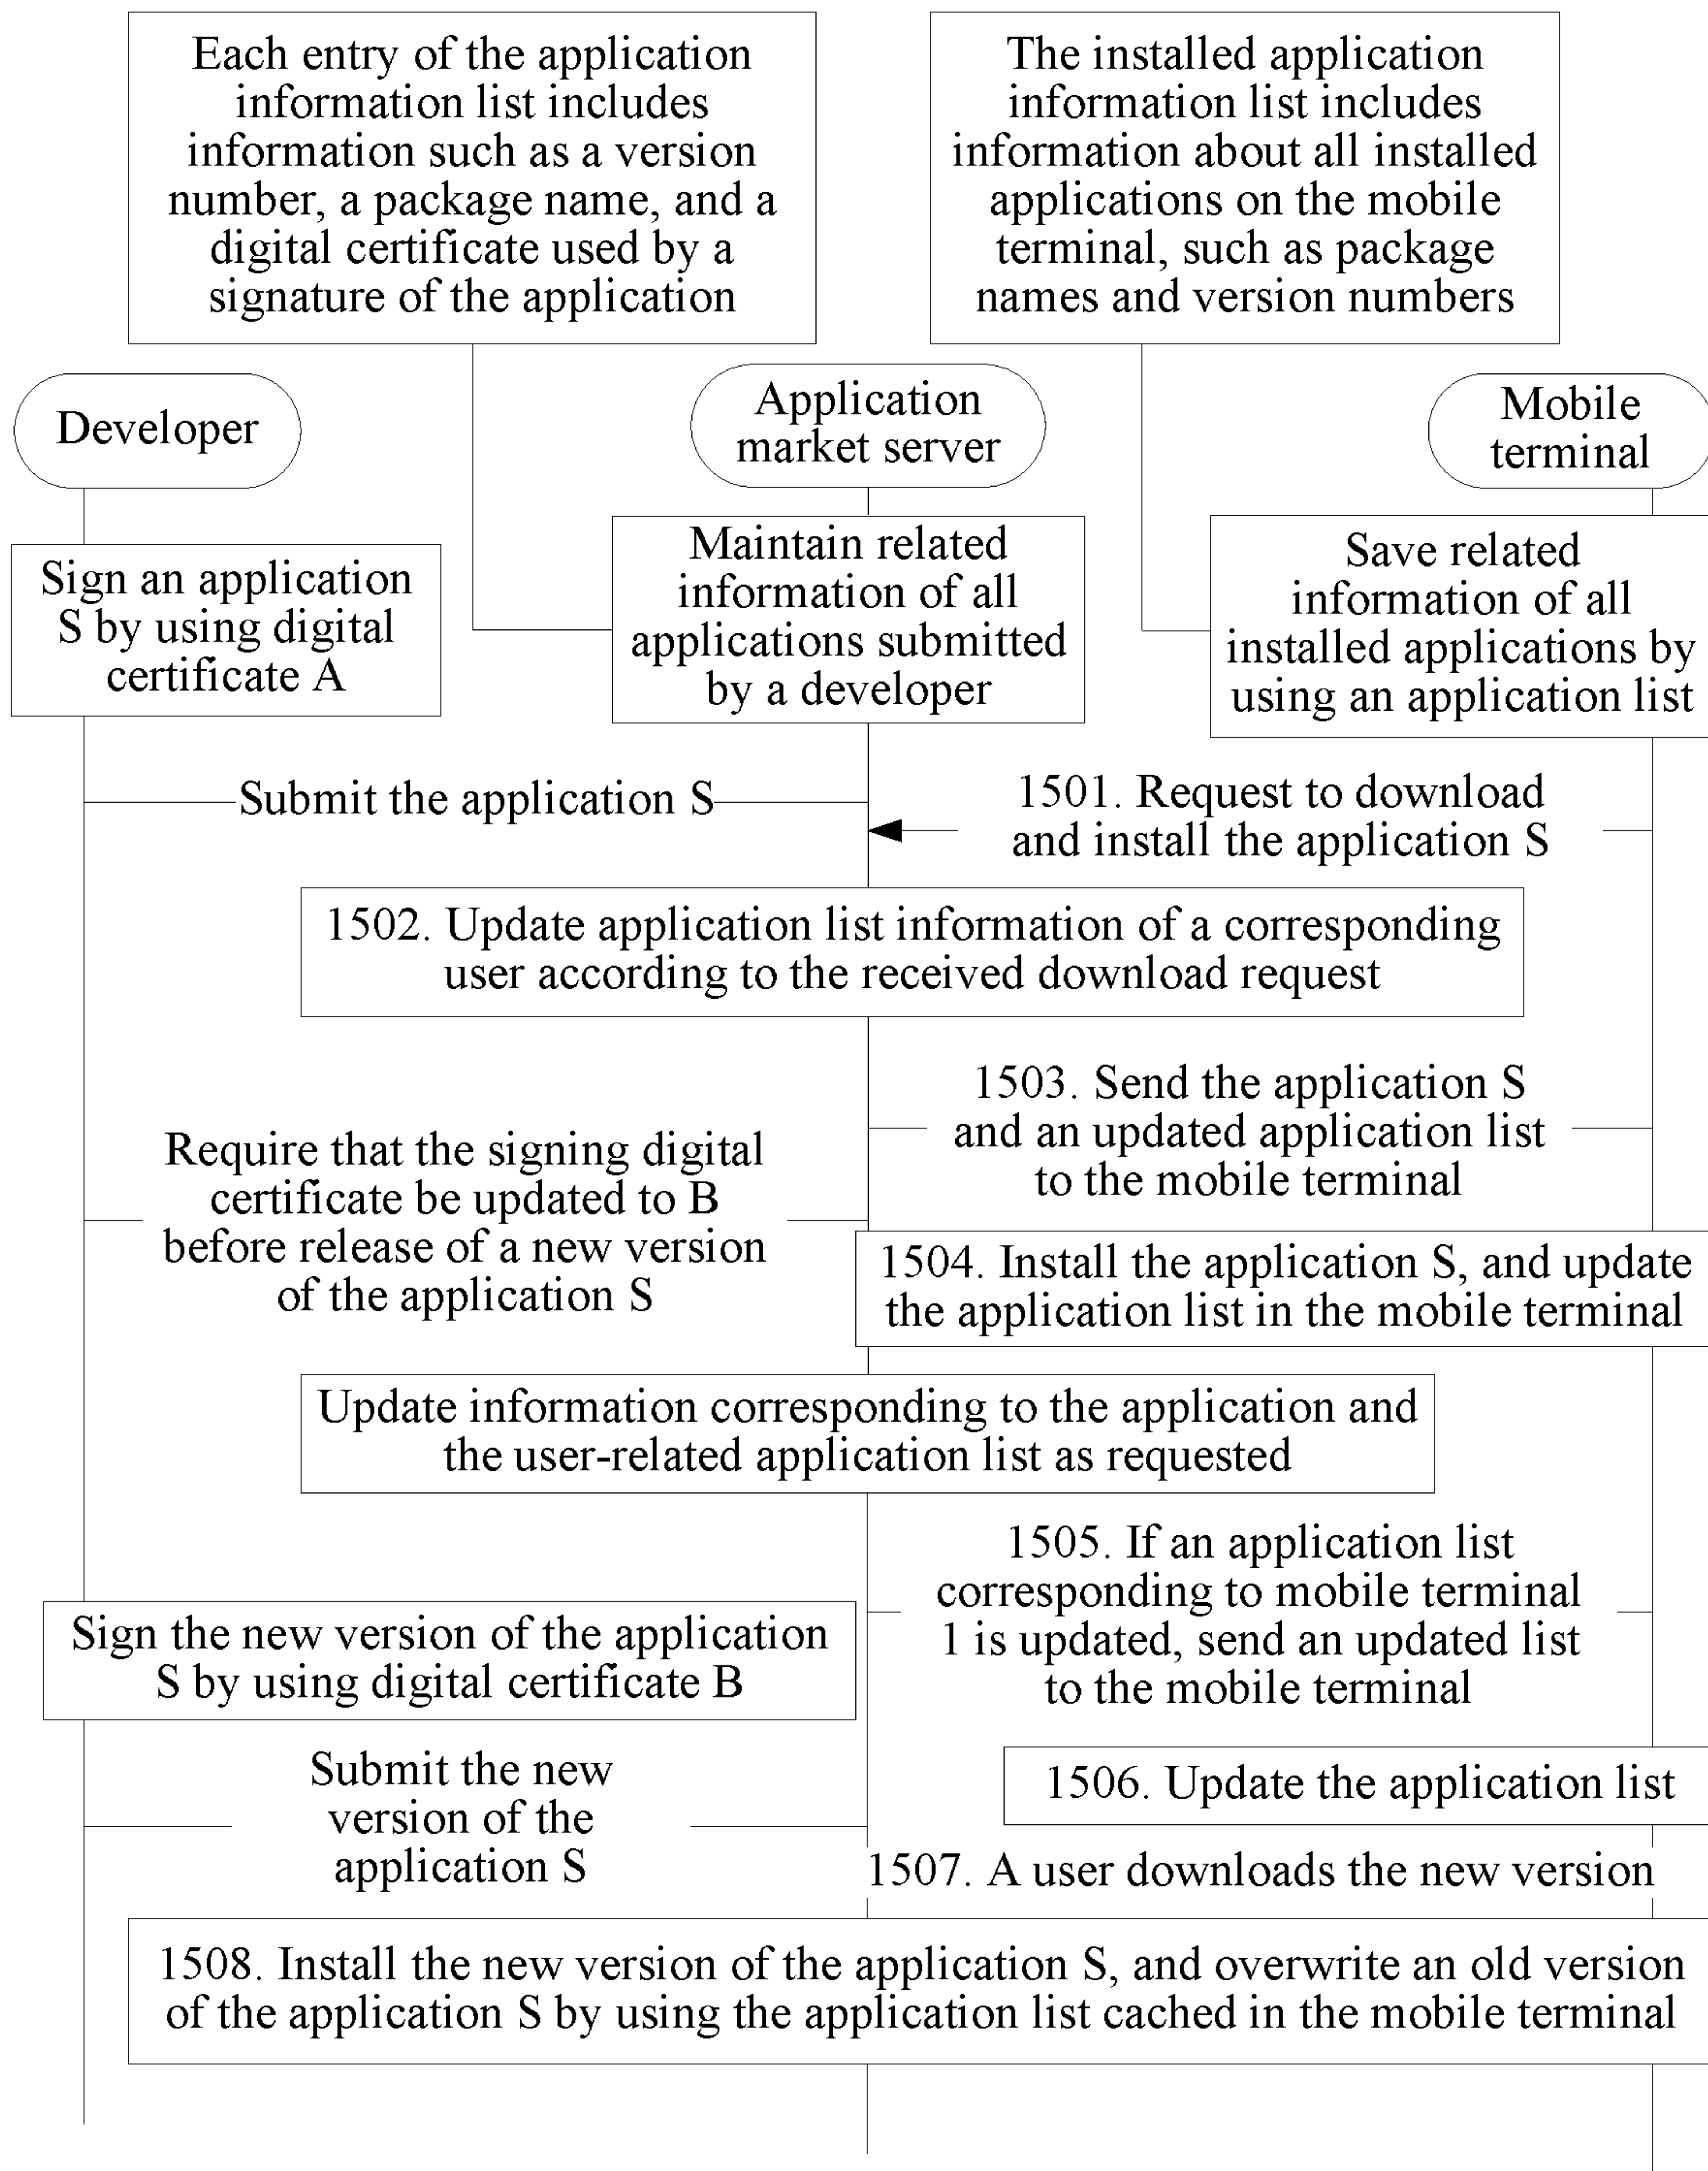 Each entry of the application
information list includes
information such as a version
number, a package name, and a
digital certificate used by a
signature of the application
The installed application
information list includes
information about all installed
applications on the mobile
terminal, such as package
names and version numbers
Developer
Application
market server
Mobile
terminal
Sign an application
S by using digital
certificate A
Maintain related
information of all
applications submitted
by a developer
Save related
information of all
installed applications by
using an application list
Submit the application S
1501. Request to download
and install the application S
1502. Update application list information of a corresponding
user according to the received download request
1503. Send the application S
and an updated application list
to the mobile terminal
Require that the signing digital
certificate be updated to B
before release of a new version
of the application S
1504. Install the application S, and update
the application list in the mobile terminal
Update information corresponding to the application and
the user-related application list as requested
1505. If an application list
corresponding to mobile terminal
1 is updated, send an updated list
to the mobile terminal
Sign the new version of the application
S by using digital certificate B
Submit the new
version of the
application S
1506. Update the application list
1507. A user downloads the new version
1508. Install the new version of the application S, and overwrite an old version
of the application S by using the application list cached in the mobile terminal